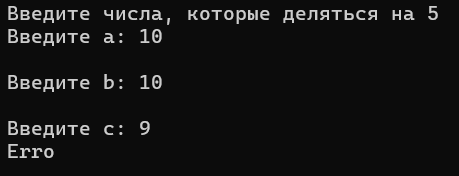 Введите числа, которые деляться на 5
Введите a: 10
Введите b: 10
Введите c: 9
Erro